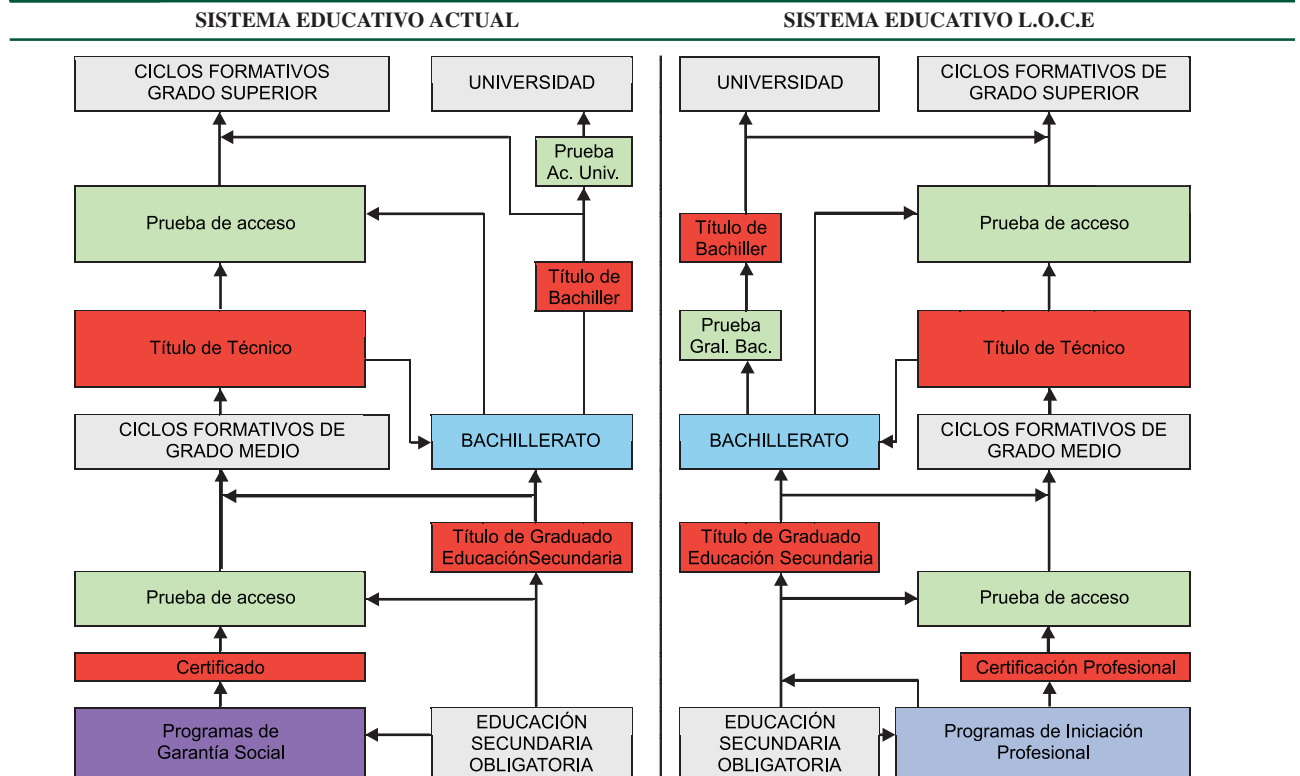 SISTEMA EDUCATIVO ACTUAL
CICLOS FORMATIVOS
GRADO SUPERIOR
UNIVERSIDAD
Prueba
Ac. Univ.
Prueba de acceso
Título de
Bachiller
Título de Técnico
CICLOS FORMATIVOS DE
GRADO MEDIO
BACHILLERATO
Título de Graduado
EducaciónSecundaria
Prueba de acceso
Certificado
Programas de
Garantía Social
EDUCACIÓN
SECUNDARIA
OBLIGATORIA
SISTEMA EDUCATIVO L.O.C.E
UNIVERSIDAD
CICLOS FORMATIVOS DE
GRADO SUPERIOR
Título de
Bachiller
Prueba de acceso
Prueba
Gral. Bac.
Título de Técnico
BACHILLERATO
CICLOS FORMATIVOS DE
GRADO MEDIO
Título de Graduado
Educación Secundaria
Prueba de acceso
Certificación Profesional
EDUCACIÓN
SECUNDARIA
OBLIGATORIA
Programas de Iniciación
Profesional